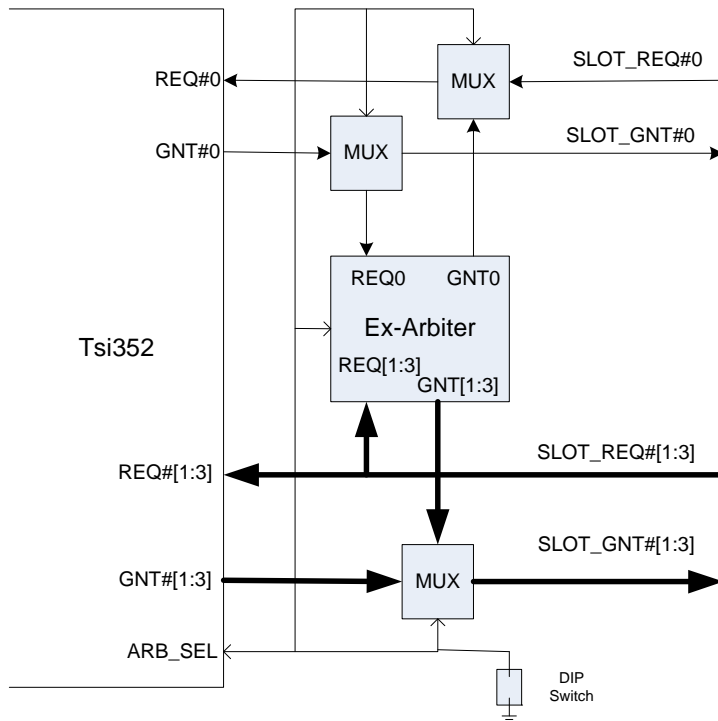 REQ#0
MUX
SLOT_REQ#0
GNT#0
MUX
SLOT_GNT#0
REQ0
GNT0
Ex-Arbiter
Tsi352
REQ[1:3]
GNT[1:3]
REQ#[1:3]
SLOT_REQ#[1:3]
GNT#[1:3]
MUX
SLOT_GNT#[1:3]
ARB_SEL
DIP
Switch